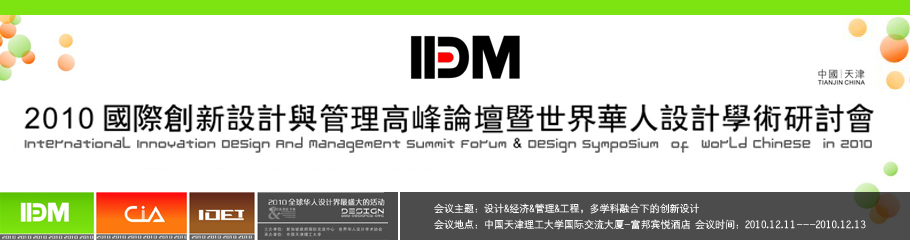 IIDM
中國 | 天津
TIANJIN CHINA
2010 國際創新設計與管理高峰論壇暨世界華人設計學術研討會
International Innovation Design And Management Summit Forum & Design Symposium of World Chinese in 2010
IIDM
CIA
IDEI
2010全球华人设计界最盛大的活动
DESIGN
会议主题：设计&经济&管理&工程，多学科融合下的创新设计
会议地点：中国天津理工大学国际交流大厦-富邦宾悦酒店 会议时间：2010.12.11---2010.12.13